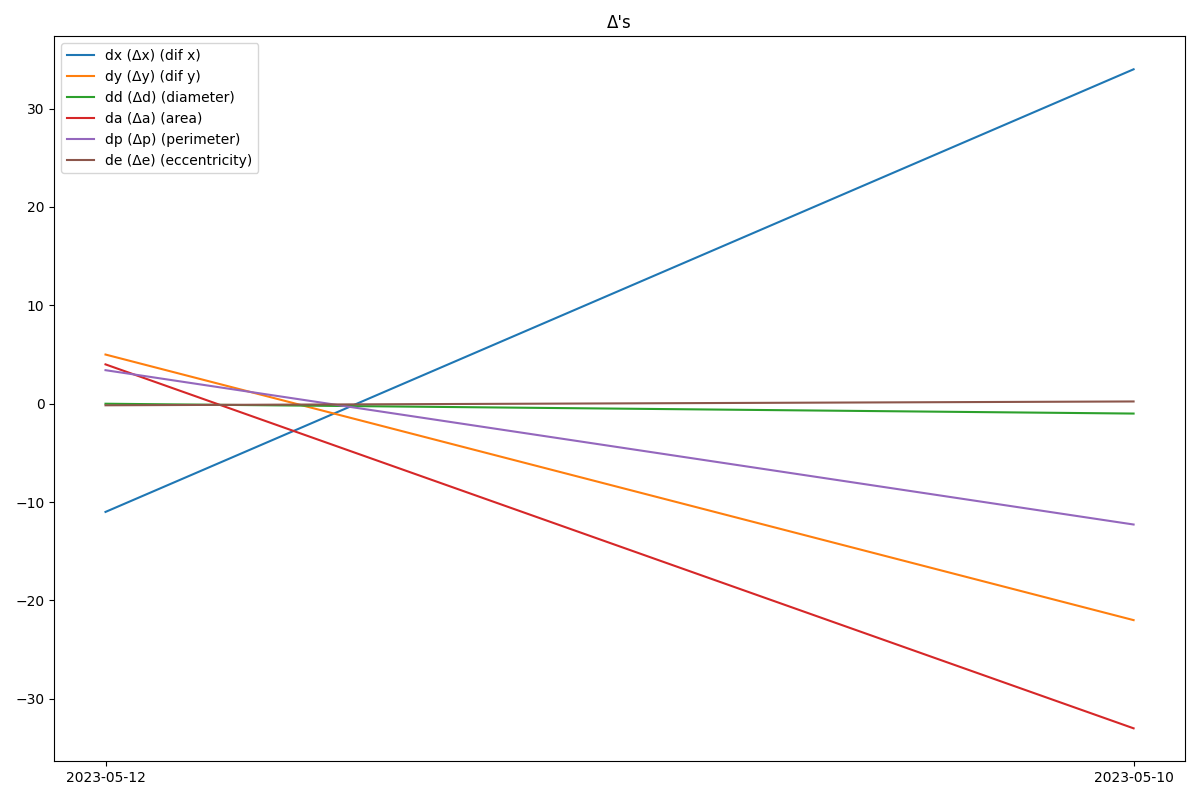 Δ's
dx (Δx) (dif x)
dy (Δy) (dif y)
dd (Δd) (diameter)
da (Δa) (area)
dp (Δp) (perimeter)
de (Δe) (eccentricity)
30
20
10
0
−10
−20
−30
2023-05-12
2023-05-10